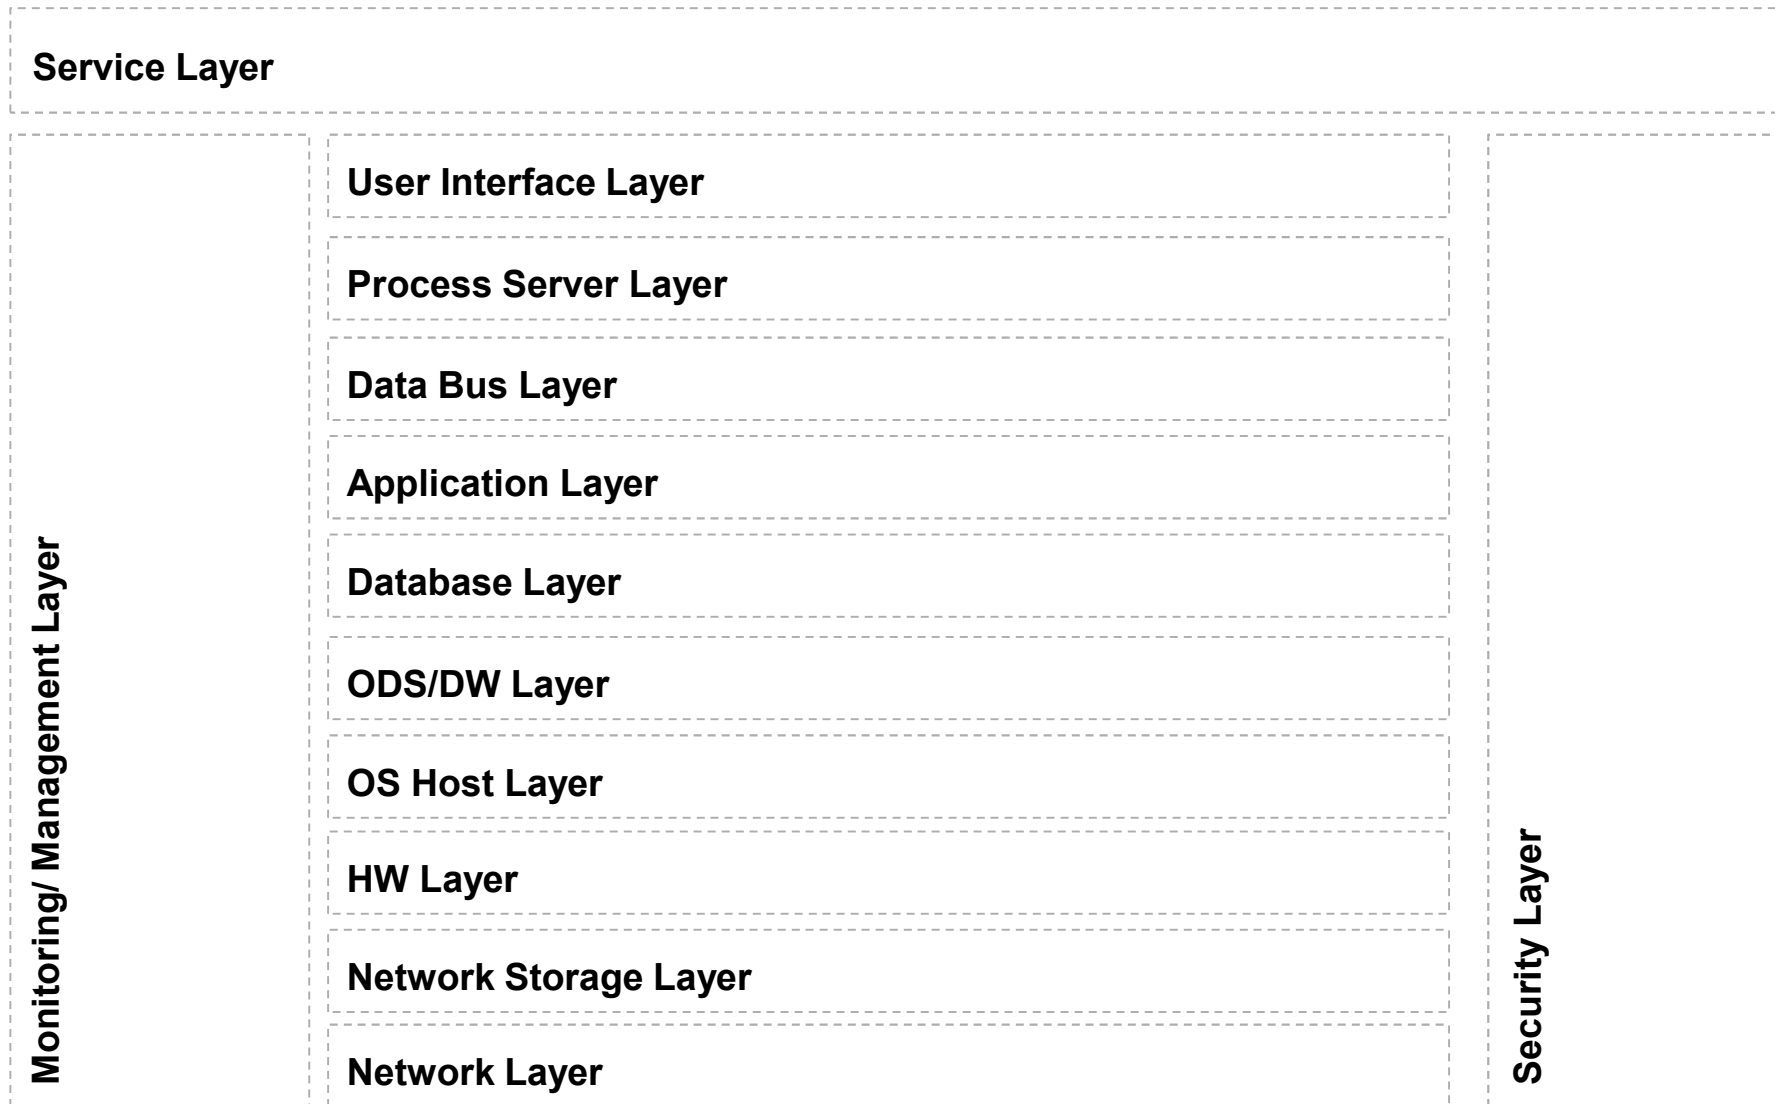 Service Layer
Monitoring/ Management Layer
User Interface Layer
Process Server Layer
Data Bus Layer
Application Layer
Database Layer
ODS/DW Layer
OS Host Layer
HW Layer
Network Storage Layer
Network Layer
Security Layer